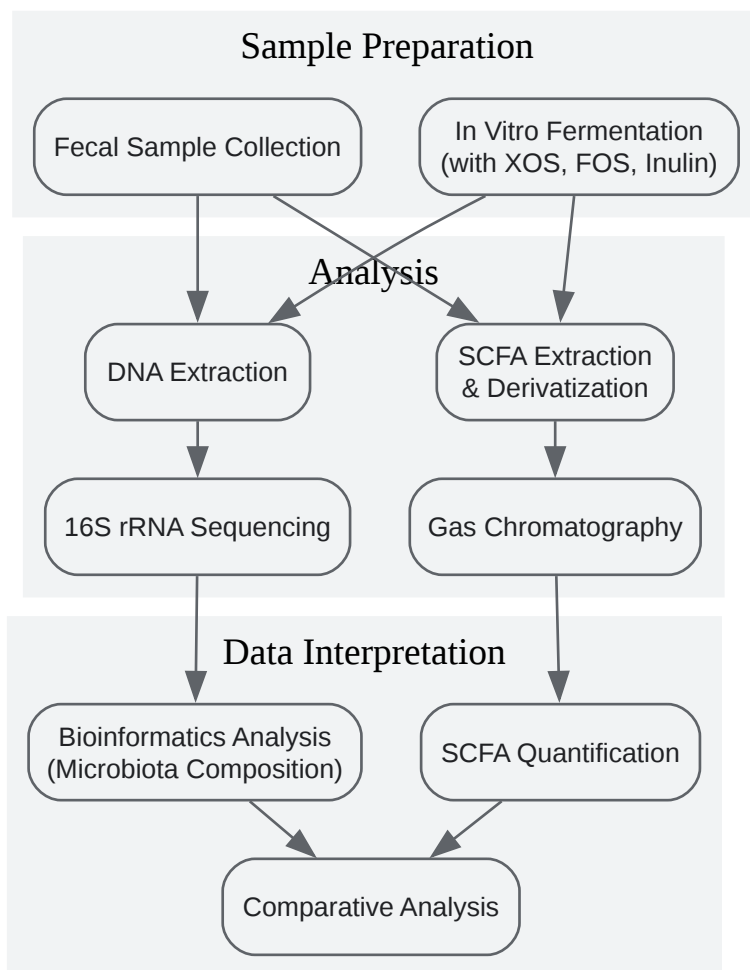 Sample Preparation
Fecal Sample Collection
In Vitro Fermentation
(with XOS, FOS, Inulin)
Analysis
DNA Extraction
SCFA Extraction
& Derivatization
16S rRNA Sequencing
Gas Chromatography
Data Interpretation
Bioinformatics Analysis
(Microbiota Composition)
SCFA Quantification
Comparative Analysis